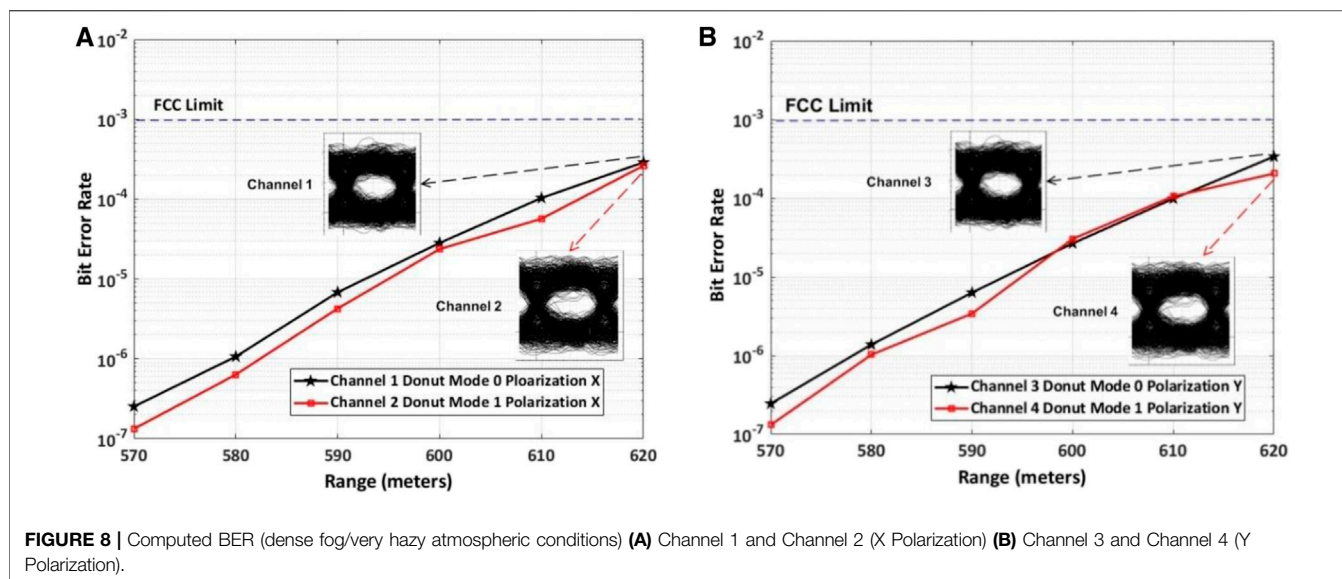 A
10-2
FCC Limit
10-3
Channel 1
10-4
Bit Error Rate
10-5
Channel 2
10-6
Channel 1 Donut Mode 0 Ploarization X
Channel 2 Donut Mode 1 Polarization X
10-7
570 580 590 600 610 620
Range (meters)
B
10-2
FCC Limit
10-3
Channel 3
10-4
Bit Error Rate
10-5
Channel 4
10-6
Channel 3 Donut Mode 0 Polarization Y
Channel 4 Donut Mode 1 Polarization Y
10-7
570 580 590 600 610 620
Range (meters)
FIGURE 8 | Computed BER (dense fog/very hazy atmospheric conditions) (A) Channel 1 and Channel 2 (X Polarization) (B) Channel 3 and Channel 4 (Y
Polarization).